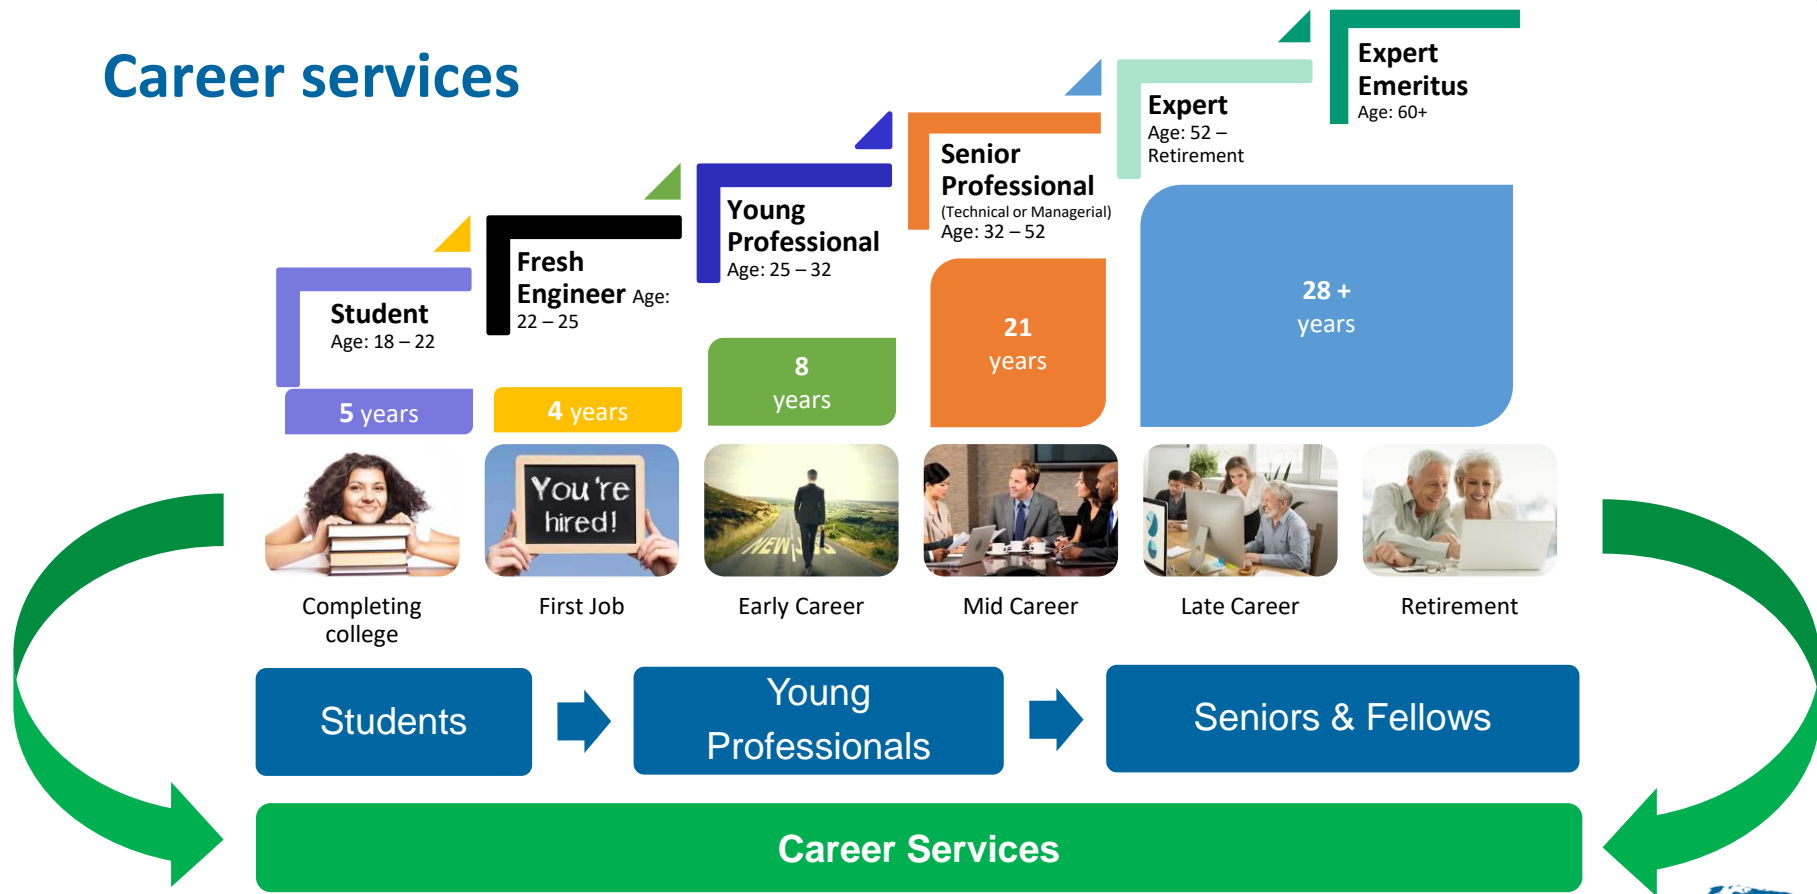 Career services
Student
Age: 18 – 22
Fresh
Engineer Age:
22 – 25
Young
Professional
Age: 25 – 32
Senior
Professional
(Technical or Managerial)
Age: 32 – 52
Expert
Age: 52 –
Retirement
Expert
Emeritus
Age: 60+
5 years
4 years
8
years
21
years
28 +
years
You're
hired!
Completing
college
First Job
Early Career
Mid Career
Late Career
Retirement
Students
Young
Professionals
Seniors & Fellows
Career Services